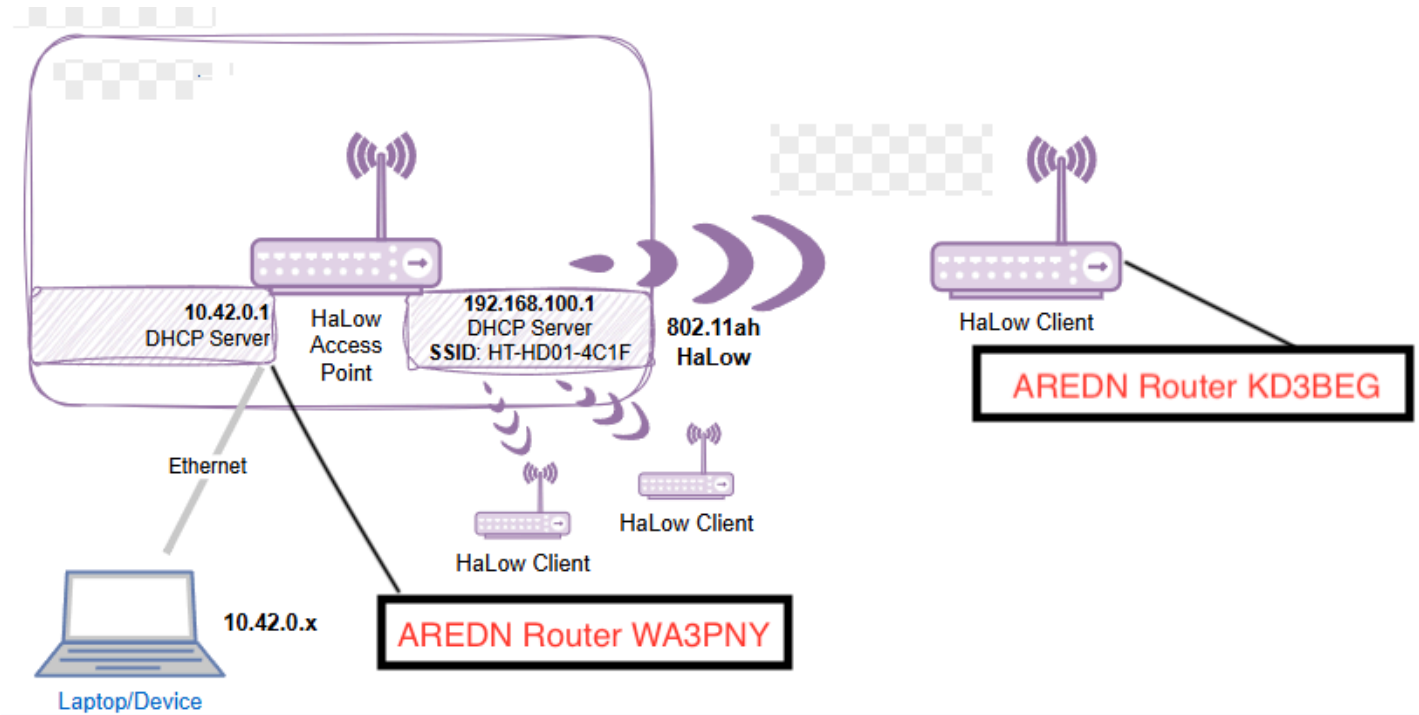 10.42.0.1
DHCP Server
HaLow
Access
Point
192.168.100.1
DHCP Server
SSID: HT-HD01-4C1F
802.11ah
HaLow
HaLow Client
AREDN Router KD3BEG
Ethernet
HaLow Client
HaLow Client
10.42.0.x
AREDN Router WA3PNY
Laptop/Device